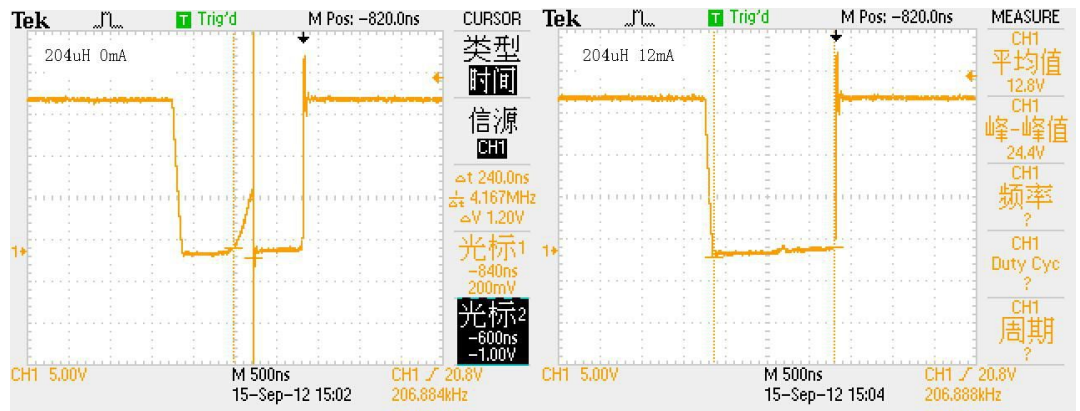 Tek Trig'd M Pos: -820.0ns CURSOR
204uH 0mA
类型
时间
信源
CH1
△t 240.0ns
1/△t 4.167MHz
△V 1.20V
光标1
-840ns
200mV
光标2
-600ns
-1.00V
1
CH1 5.00V M 500ns CH1 20.8V
15-Sep-12 15:02 206.884kHz
Tek Trig'd M Pos: -820.0ns MEASURE
204uH 12mA
CH1
平均值
12.8V
CH1
峰-峰值
24.4V
CH1
频率
?
CH1
Duty Cyc
?
CH1
周期
?
1
CH1 5.00V M 500ns CH1 20.8V
15-Sep-12 15:04 206.888kHz